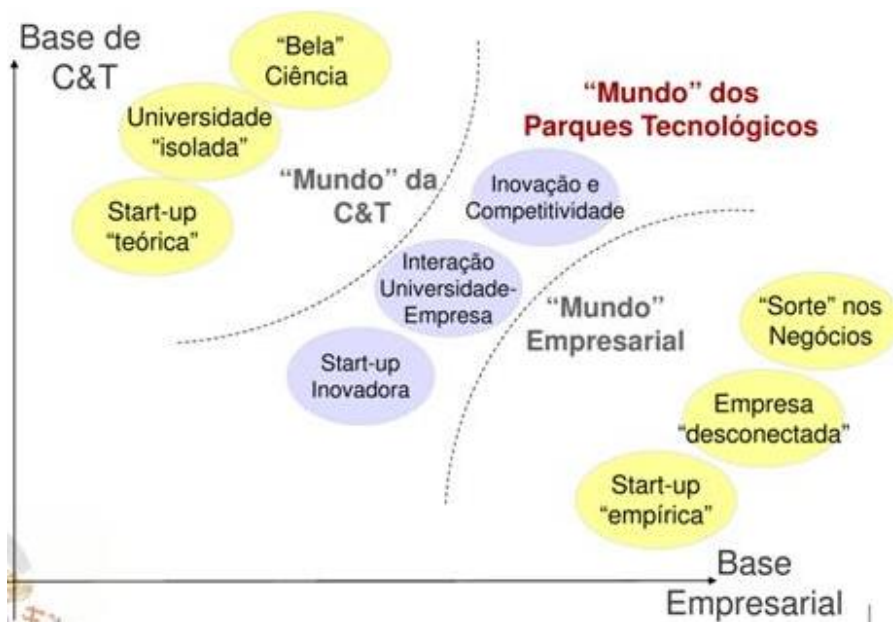 Base de
C&T
“Bela”
Ciência
Universidade
“isolada”
Start-up
“teórica”
“Mundo” da
C&T
“Mundo” dos
Parques Tecnológicos
Inovação e
Competitividade
Interação
Universidade-
Empresa
Start-up
Inovadora
“Mundo”
Empresarial
“Sorte” nos
Negócios
Empresa
“desconectada”
Start-up
“empírica”
Base
Empresarial